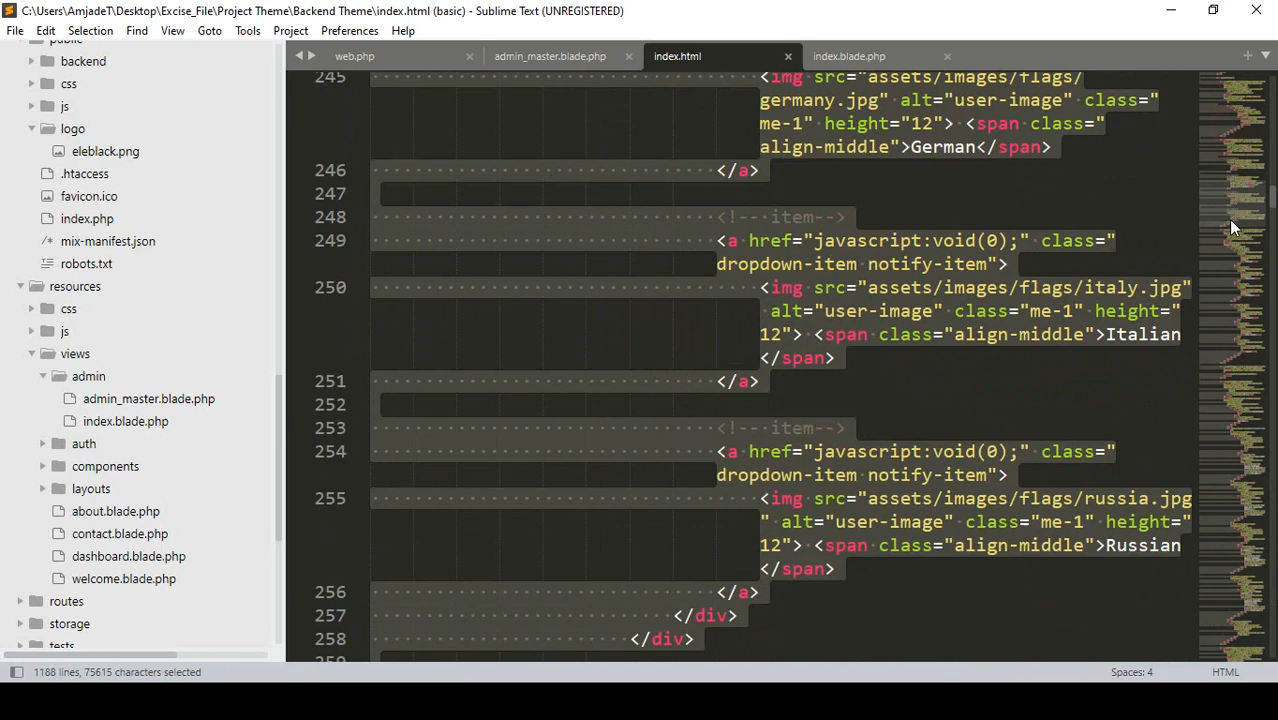 C:\Users\AmjadeT\Desktop\Excise_File\Project Theme\Backend Theme\index.html (basic) - Sublime Text (UNREGISTERED)
File Edit Selection Find View Goto Tools Project Preferences Help
public
backend
css
js
logo
eleblack.png
.htaccess
favicon.ico
index.php
mix-manifest.json
robots.txt
resources
css
js
views
admin
admin_master.blade.php
index.blade.php
auth
components
layouts
about.blade.php
contact.blade.php
dashboard.blade.php
welcome.blade.php
routes
storage
tests
web.php admin_master.blade.php index.html index.blade.php
245 <img src="assets/images/flags/
germany.jpg" alt="user-image" class="
me-1" height="12"> <span class="
align-middle">German</span>
246 </a>
247
248 <!-- item-->
249 <a href="javascript:void(0);" class="
dropdown-item notify-item">
250 <img src="assets/images/flags/italy.jpg"
alt="user-image" class="me-1" height="
12"> <span class="align-middle">Italian
</span>
251 </a>
252
253 <!-- item-->
254 <a href="javascript:void(0);" class="
dropdown-item notify-item">
255 <img src="assets/images/flags/russia.jpg
" alt="user-image" class="me-1" height="
12"> <span class="align-middle">Russian
</span>
256 </a>
257 </div>
258 </div>
259
1188 lines, 75615 characters selected Spaces: 4 HTML